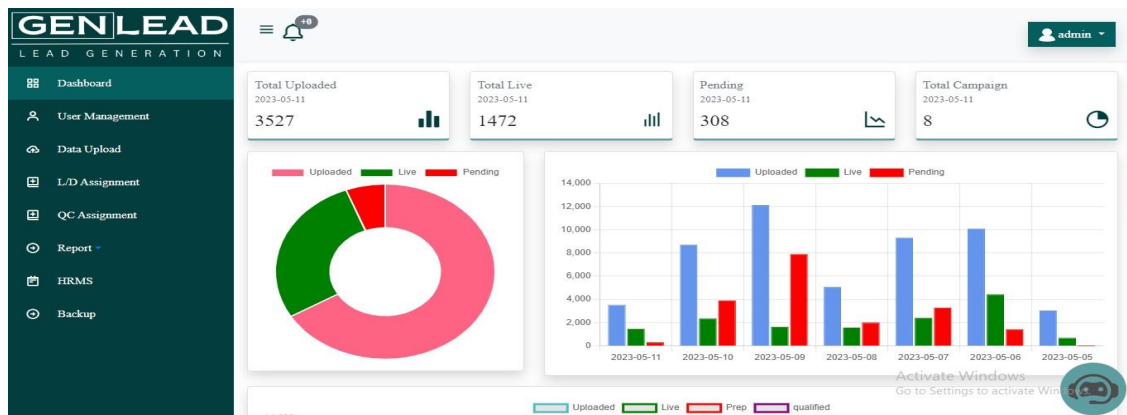 GENLEAD
LEAD GENERATION
+0
admin
Dashboard
User Management
Data Upload
L/D Assignment
QC Assignment
Report
HRMS
Backup
Total Uploaded
2023-05-11
3527
Total Live
2023-05-11
1472
Pending
2023-05-11
308
Total Campaign
2023-05-11
8
Uploaded Live Pending
Uploaded Live Pending
14,000
12,000
10,000
8,000
6,000
4,000
2,000
0
2023-05-11 2023-05-10 2023-05-09 2023-05-08 2023-05-07 2023-05-06 2023-05-05
Activate Windows
Go to Settings to activate
Uploaded Live Prep qualified